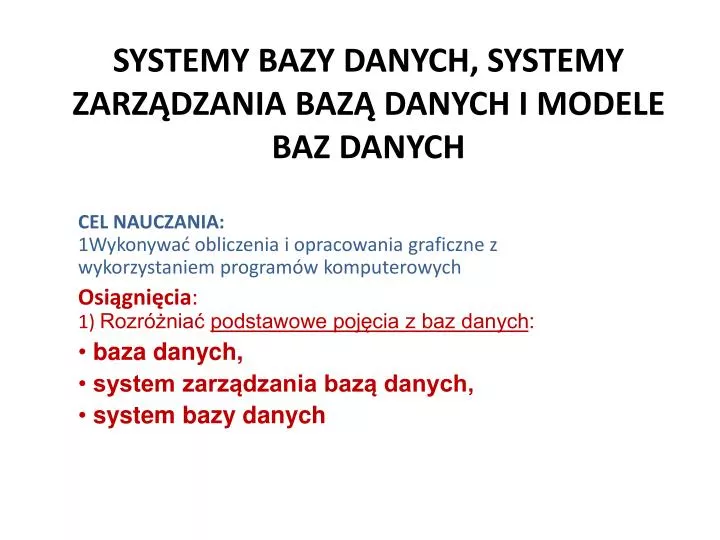 SYSTEMY BAZY DANYCH, SYSTEMY
ZARZĄDZANIA BAZĄ DANYCH I MODELE
BAZ DANYCH
CEL NAUCZANIA:
1Wykonywać obliczenia i opracowania graficzne z
wykorzystaniem programów komputerowych
Osiągnięcia:
1) Rozróżniać podstawowe pojęcia z baz danych:
• baza danych,
• system zarządzania bazą danych,
• system bazy danych